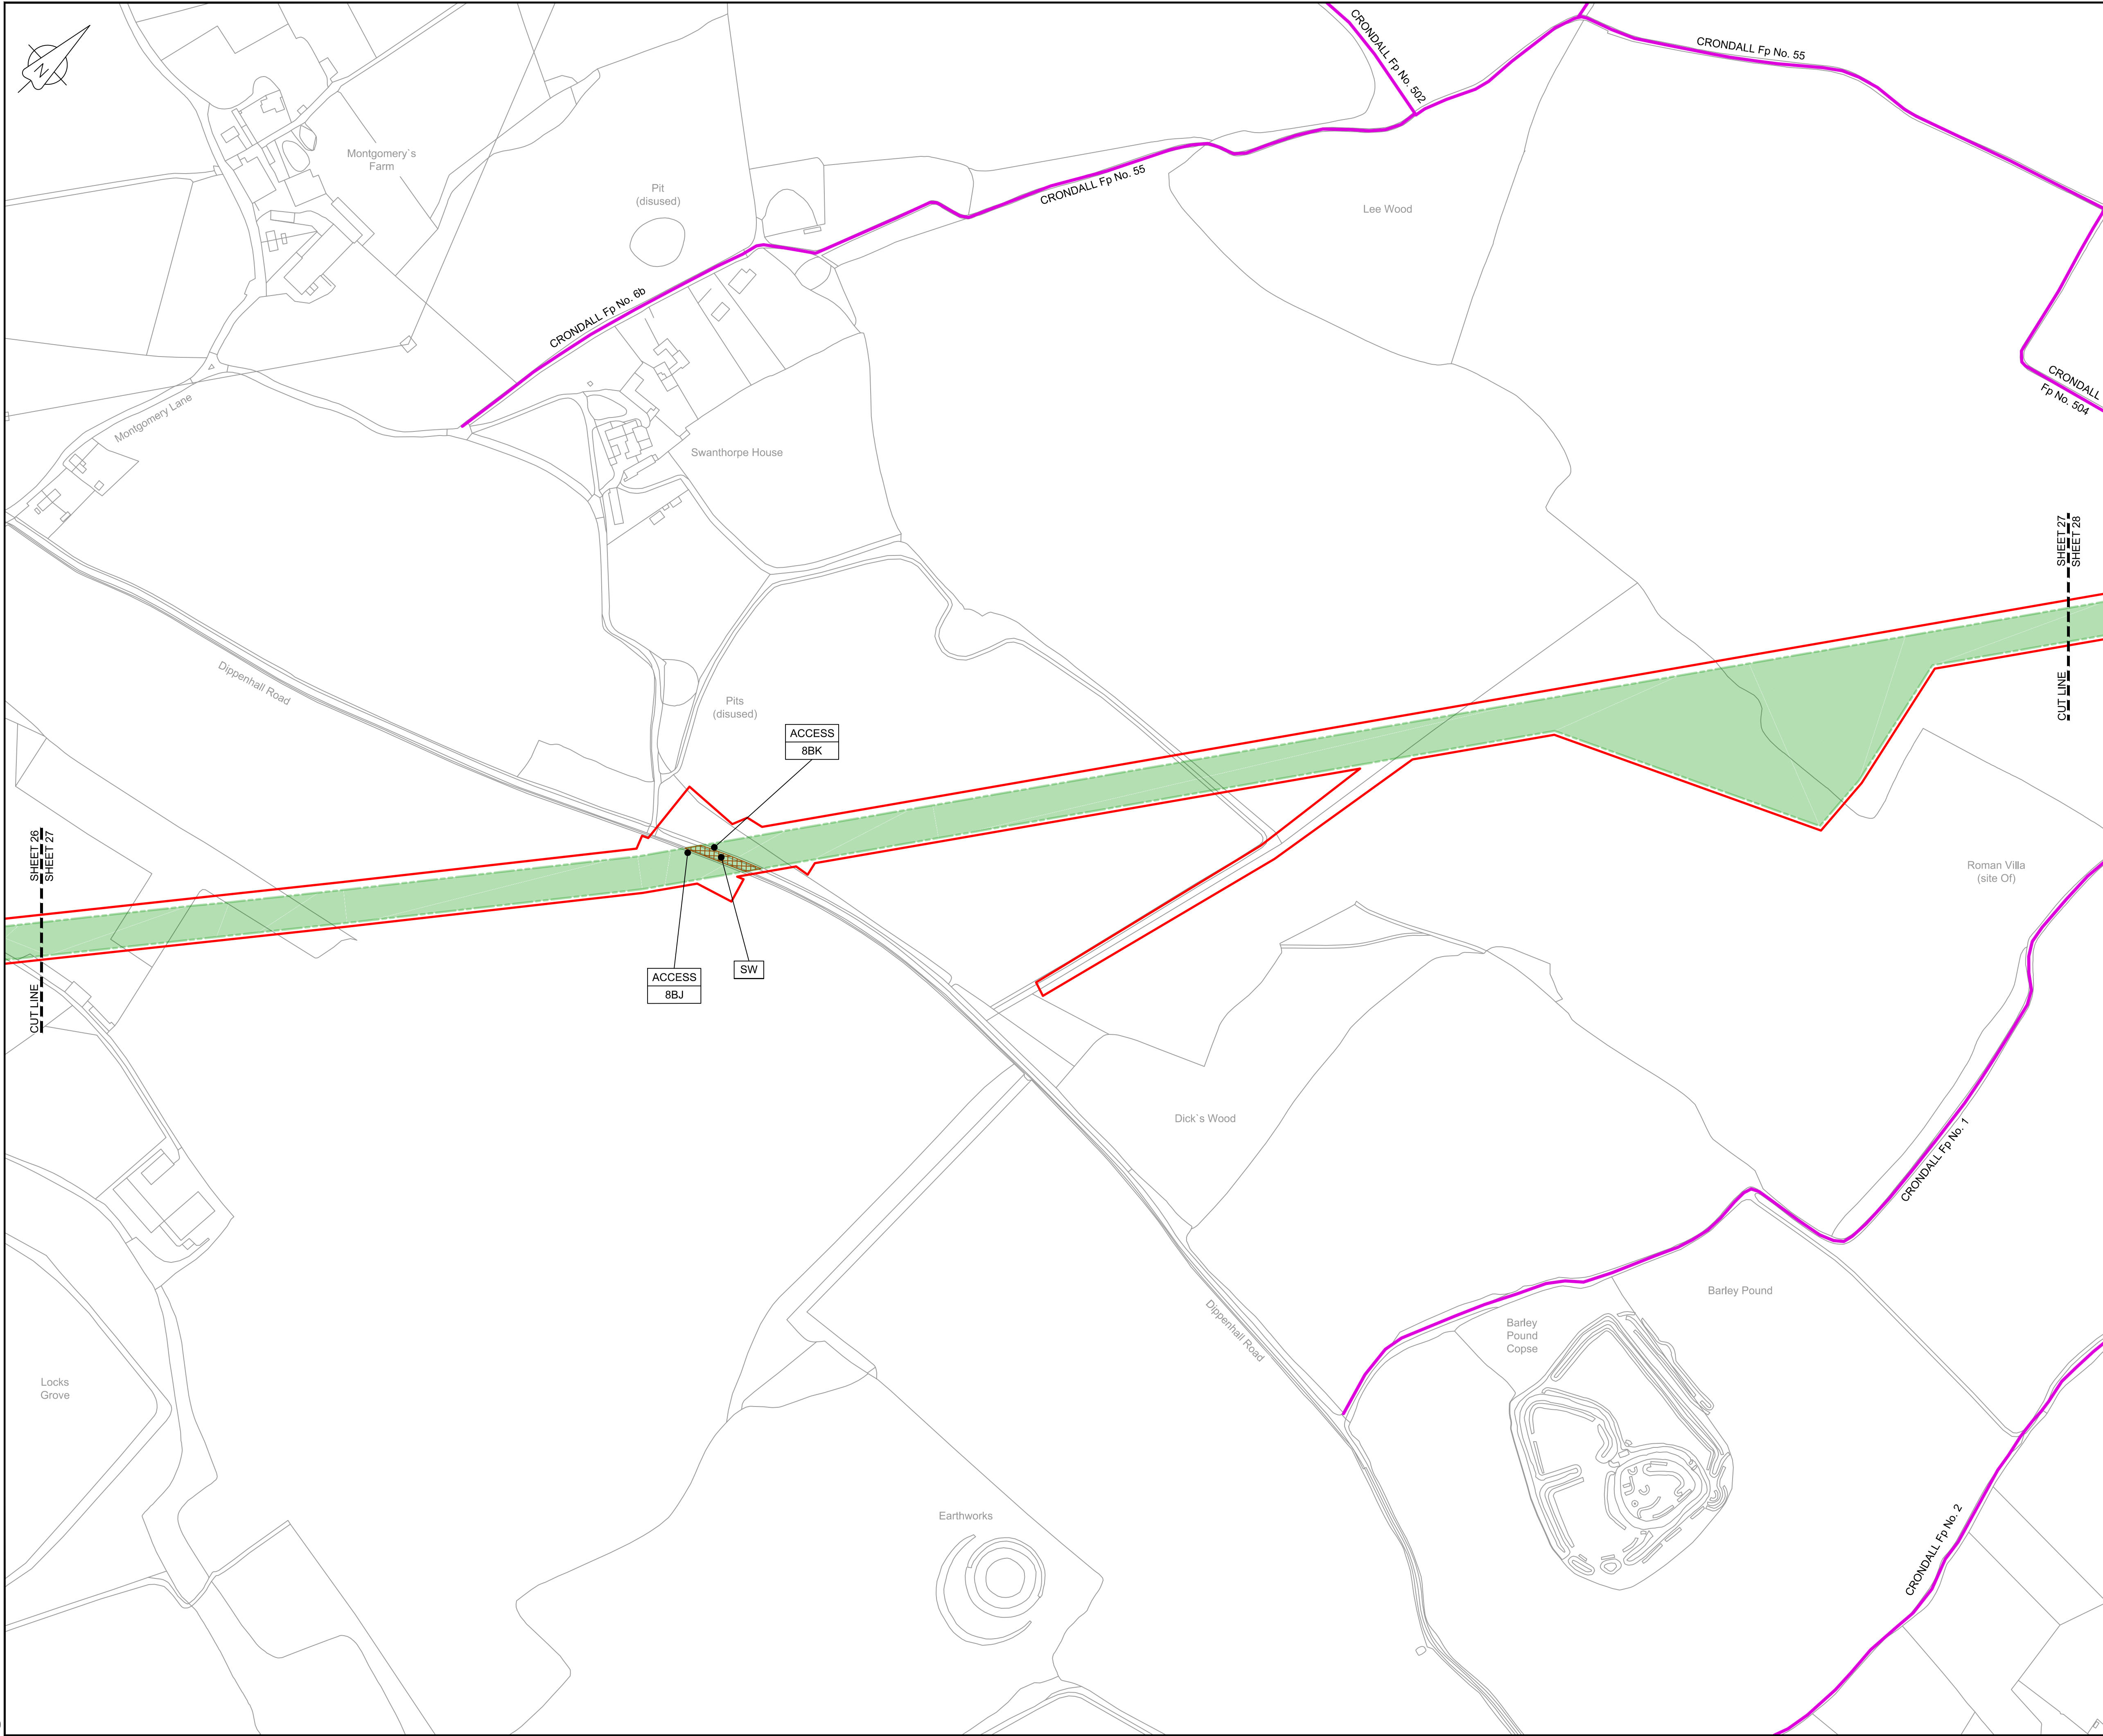 N
CRONDALL Fp No. 502
CRONDALL Fp No. 55
Montgomery`s
Farm
Pit
(disused)
CRONDALL Fp No. 55
Lee Wood
CRONDALL Fp No. 6b
CRONDALL
Fp No. 504
Montgomery Lane
Swanthorpe House
SHEET 27
SHEET 28
CUT LINE
Dippenhall Road
Pits
(disused)
ACCESS
8BK
SHEET 26
SHEET 27
CUT LINE
Roman Villa
(site Of)
ACCESS
8BJ
SW
Dick`s Wood
CRONDALL Fp No. 1
Barley Pound
Dippenhall Road
Barley
Pound
Copse
Locks
Grove
Earthworks
CRONDALL Fp No. 2